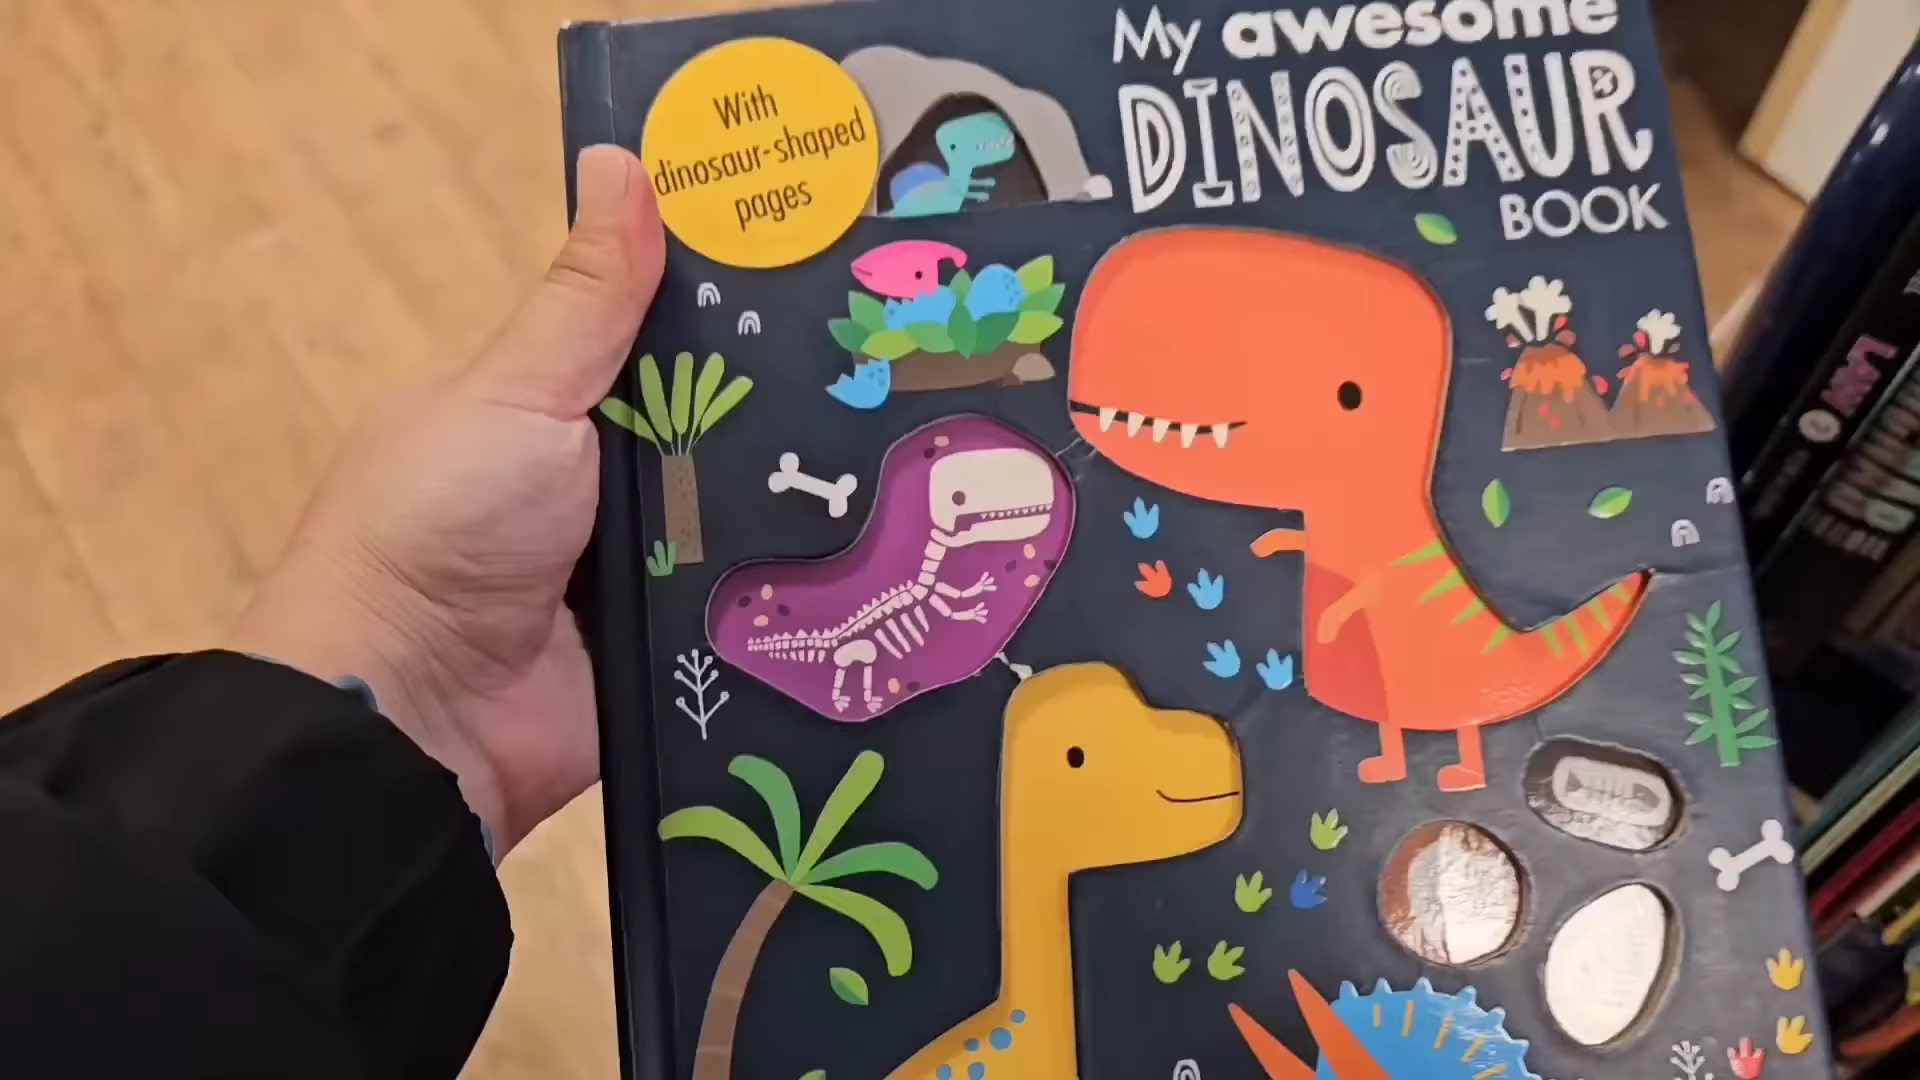 With
dinosaur-shaped
pages
My awesome
DINOSAUR
BOOK